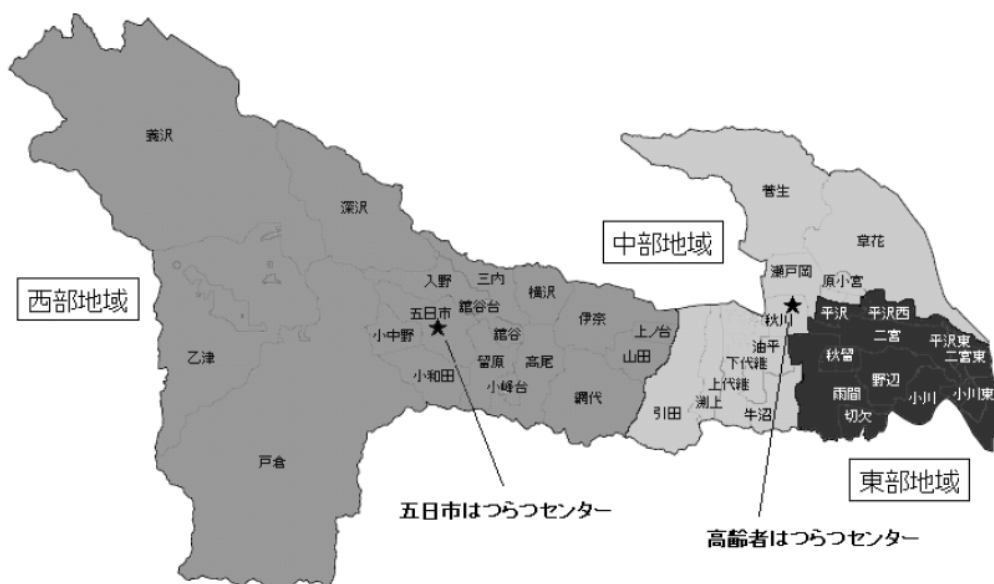 養沢
深沢
西部地域
乙津
戸倉
入野
三内
横沢
五日市
舘谷台
小中野
舘谷
伊奈
上ノ台
山田
留原
高尾
小和田
小峰台
網代
五日市はつらつセンター
中部地域
菅生
草花
瀬戸岡
原小宮
秋川
油平
下代継
上代継
渕上
引田
牛沼
高齢者はつらつセンター
平沢
平沢西
二宮
平沢東
二宮東
秋留
野辺
雨間
小川
小川東
切欠
東部地域